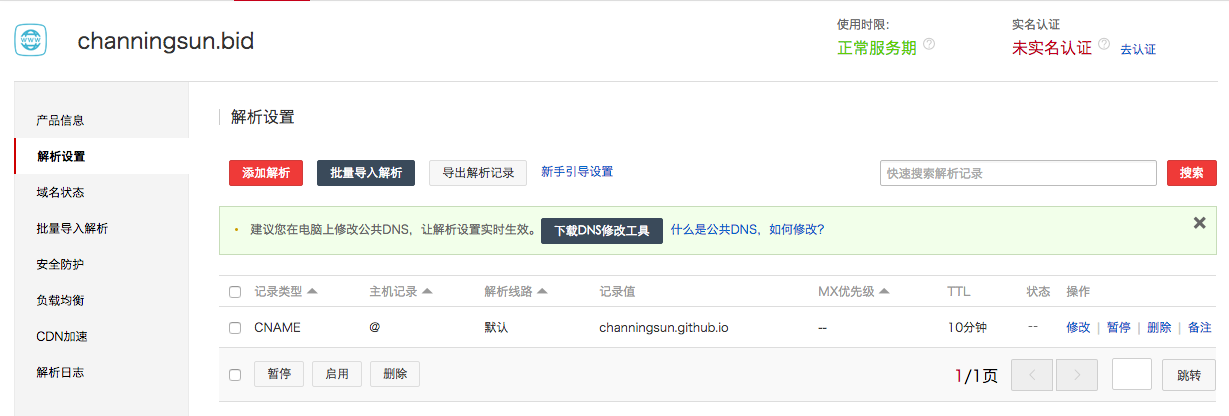 www
channingsun.bid
使用时限：
正常服务期
?
实名认证
未实名认证
?
去认证
产品信息
解析设置
域名状态
批量导入解析
安全防护
负载均衡
CDN加速
解析日志
解析设置
添加解析 批量导入解析 导出解析记录 新手引导设置 快速搜索解析记录 搜索
建议您在电脑上修改公共DNS，让解析设置实时生效。 下载DNS修改工具 什么是公共DNS，如何修改?
记录类型 主机记录 解析线路 记录值 MX优先级 TTL 状态 操作
CNAME @ 默认 channingsun.github.io -- 10分钟 -- 修改 | 暂停 | 删除 | 备注
暂停 启用 删除 1/1页 < > 跳转